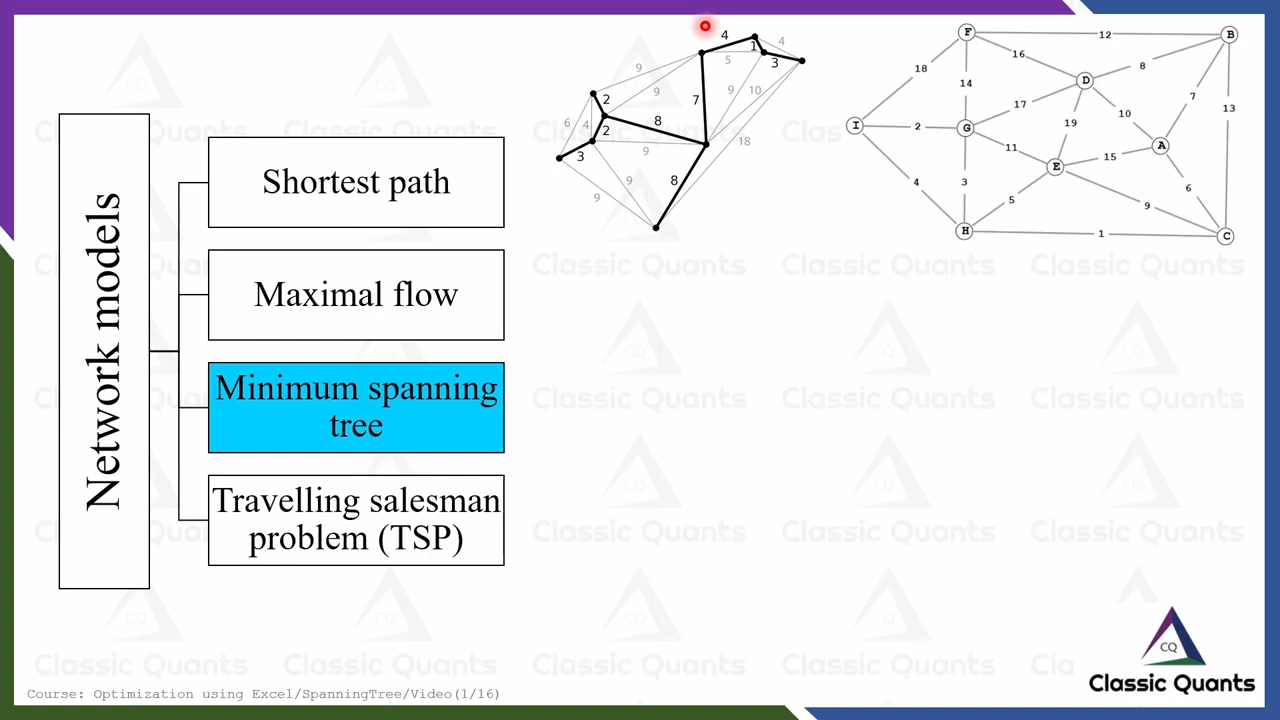 Network models
Shortest path
Maximal flow
Minimum spanning
tree
Travelling salesman
problem (TSP)
4
1
4
5
3
9
9
7
9
10
2
6
4
2
8
3
9
18
9
8
9
F
12
B
16
8
18
14
D
7
13
17
10
I
2
G
19
11
A
15
E
4
3
5
6
9
H
1
C
CQ
Classic Quants
Course: Optimization using Excel/SpanningTree/Video(1/16)